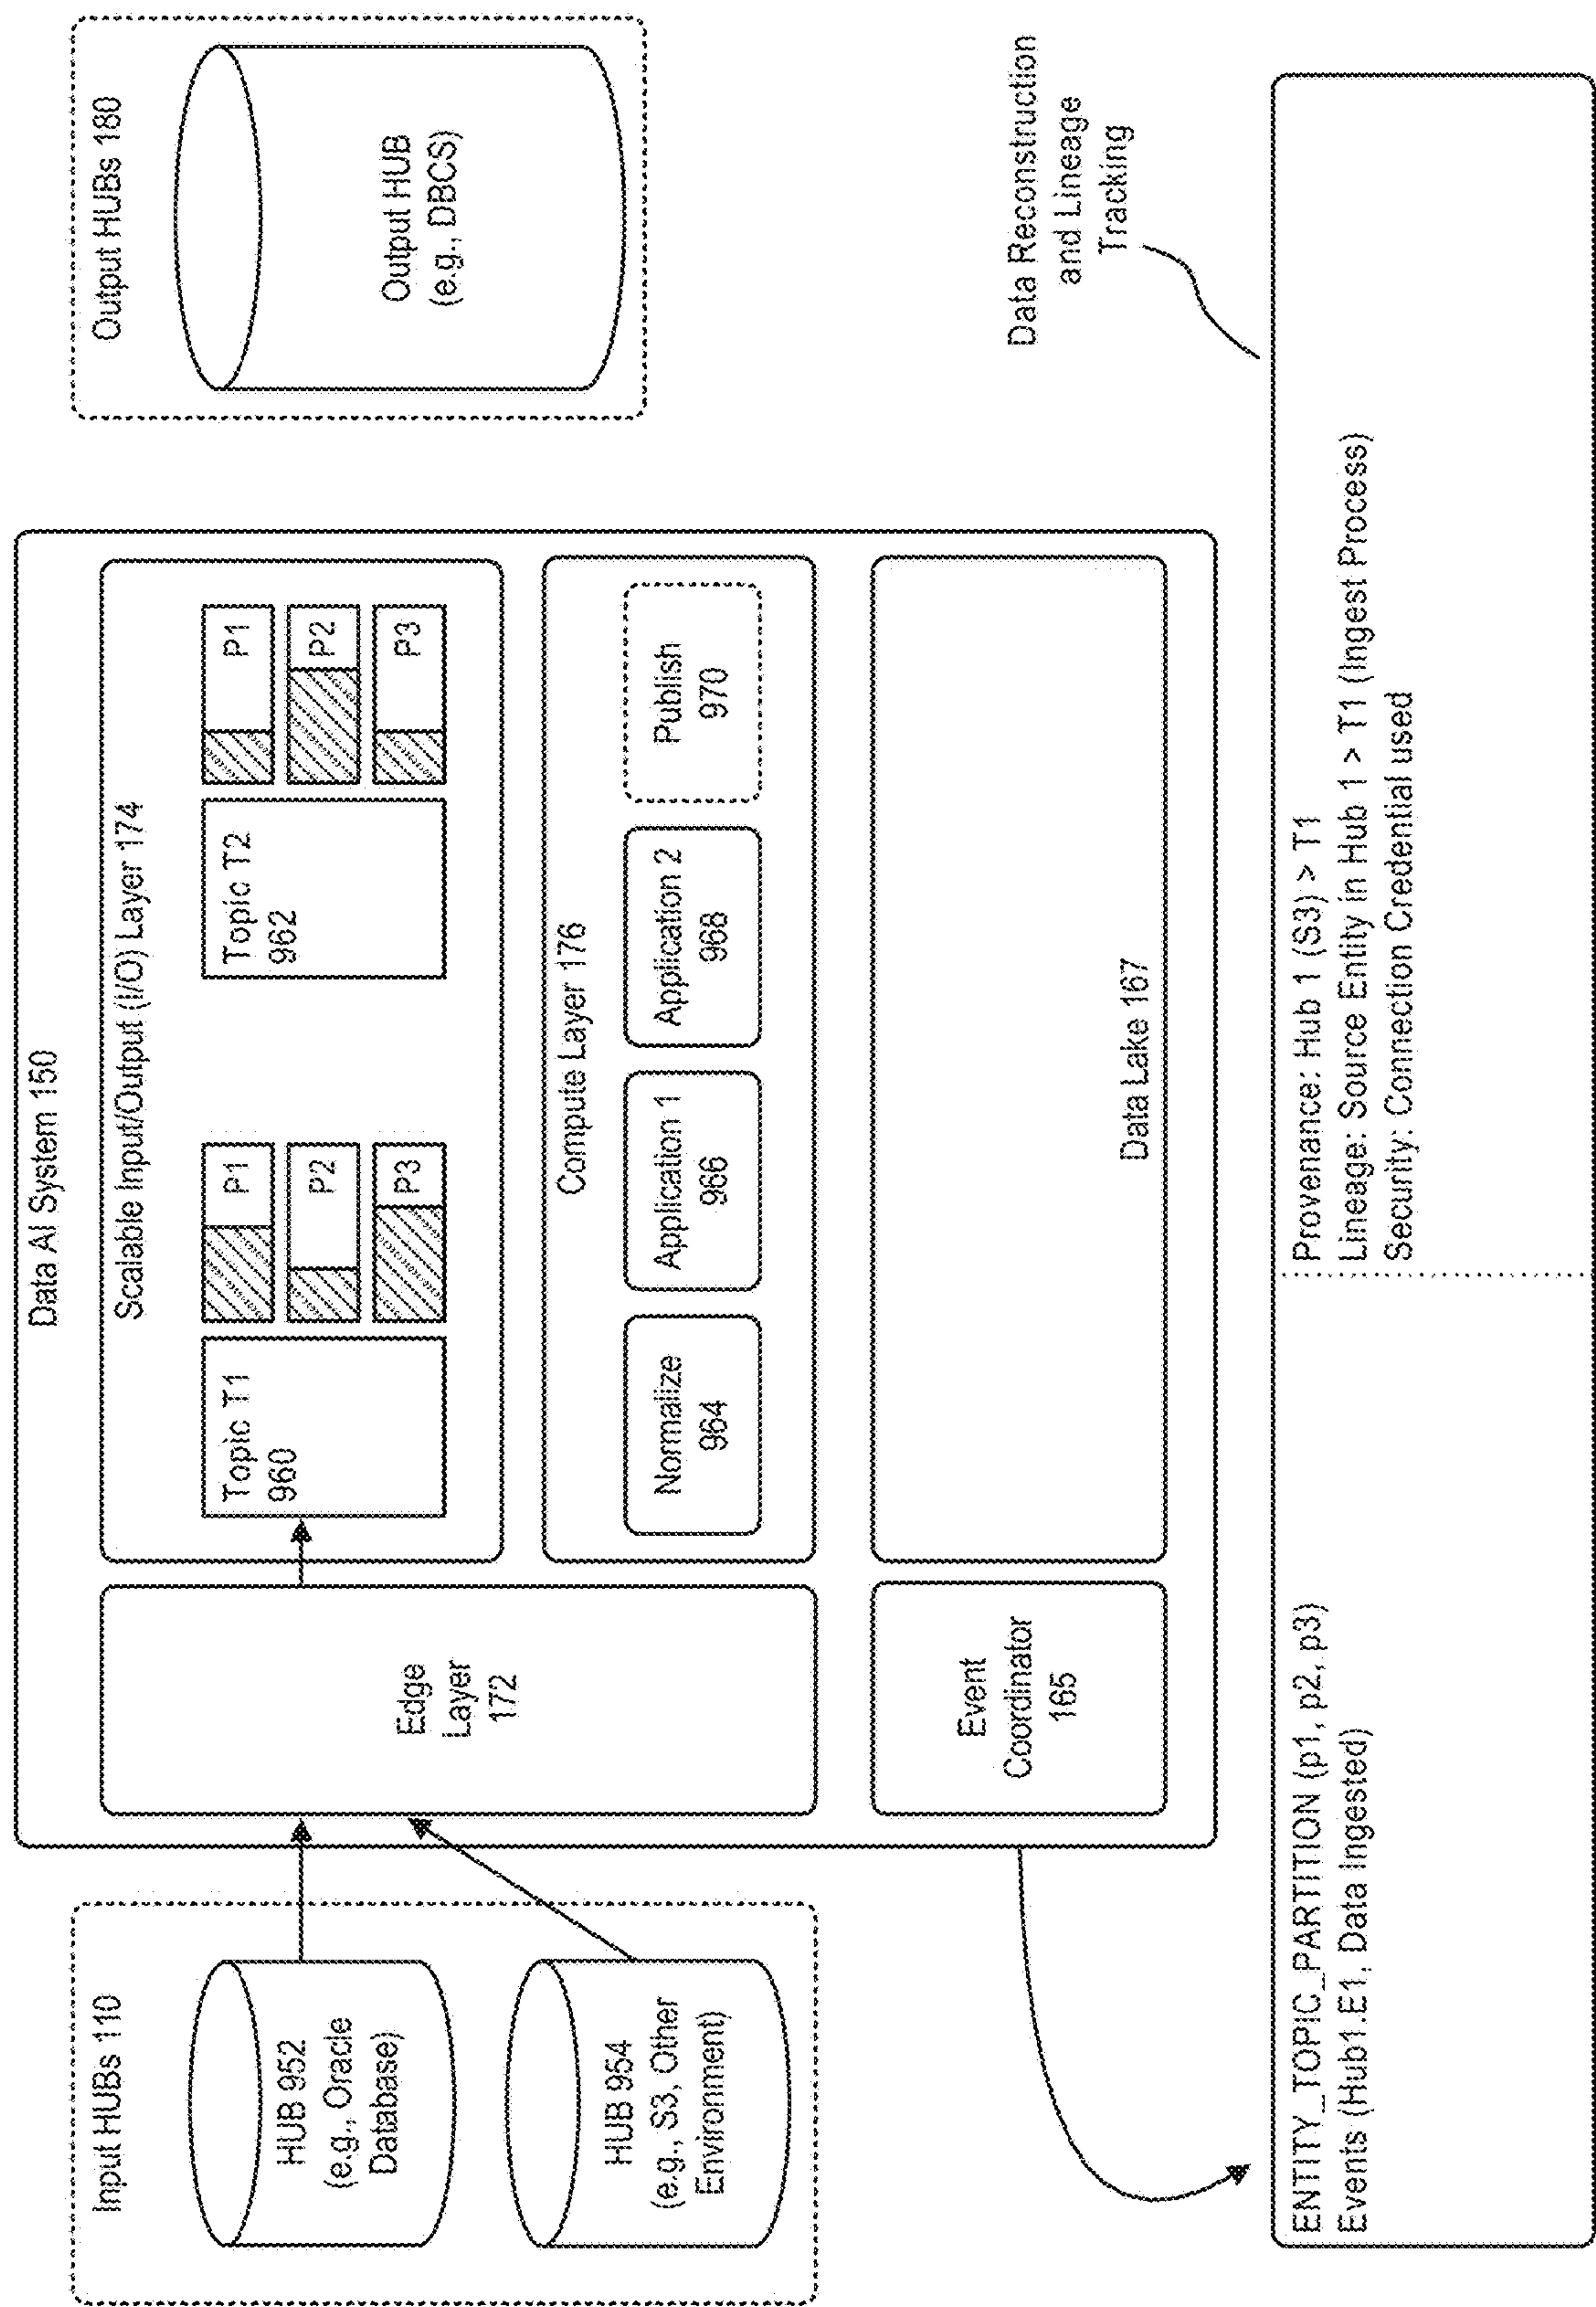 Input HUBs 110
HUB 952
(e.g., Oracle
Database)
HUB 954
(e.g., S3, Other
Environment)
Data AI System 150
Edge
Layer
172
Scalable Input/Output (I/O) Layer 174
Topic T1
960
P1
P2
P3
Topic T2
962
P1
P2
P3
Compute Layer 176
Normalize
964
Application 1
966
Application 2
968
Publish
970
Event
Coordinator
165
Data Lake 167
Output HUBs 180
Output HUB
(e.g., DBCS)
Data Reconstruction
and Lineage
Tracking
ENTITY_TOPIC_PARTITION (p1, p2, p3)
Events (Hub1.E1, Data Ingested)
Provenance: Hub 1 (S3) > T1
Lineage: Source Entity in Hub 1 > T1 (Ingest Process)
Security: Connection Credential used